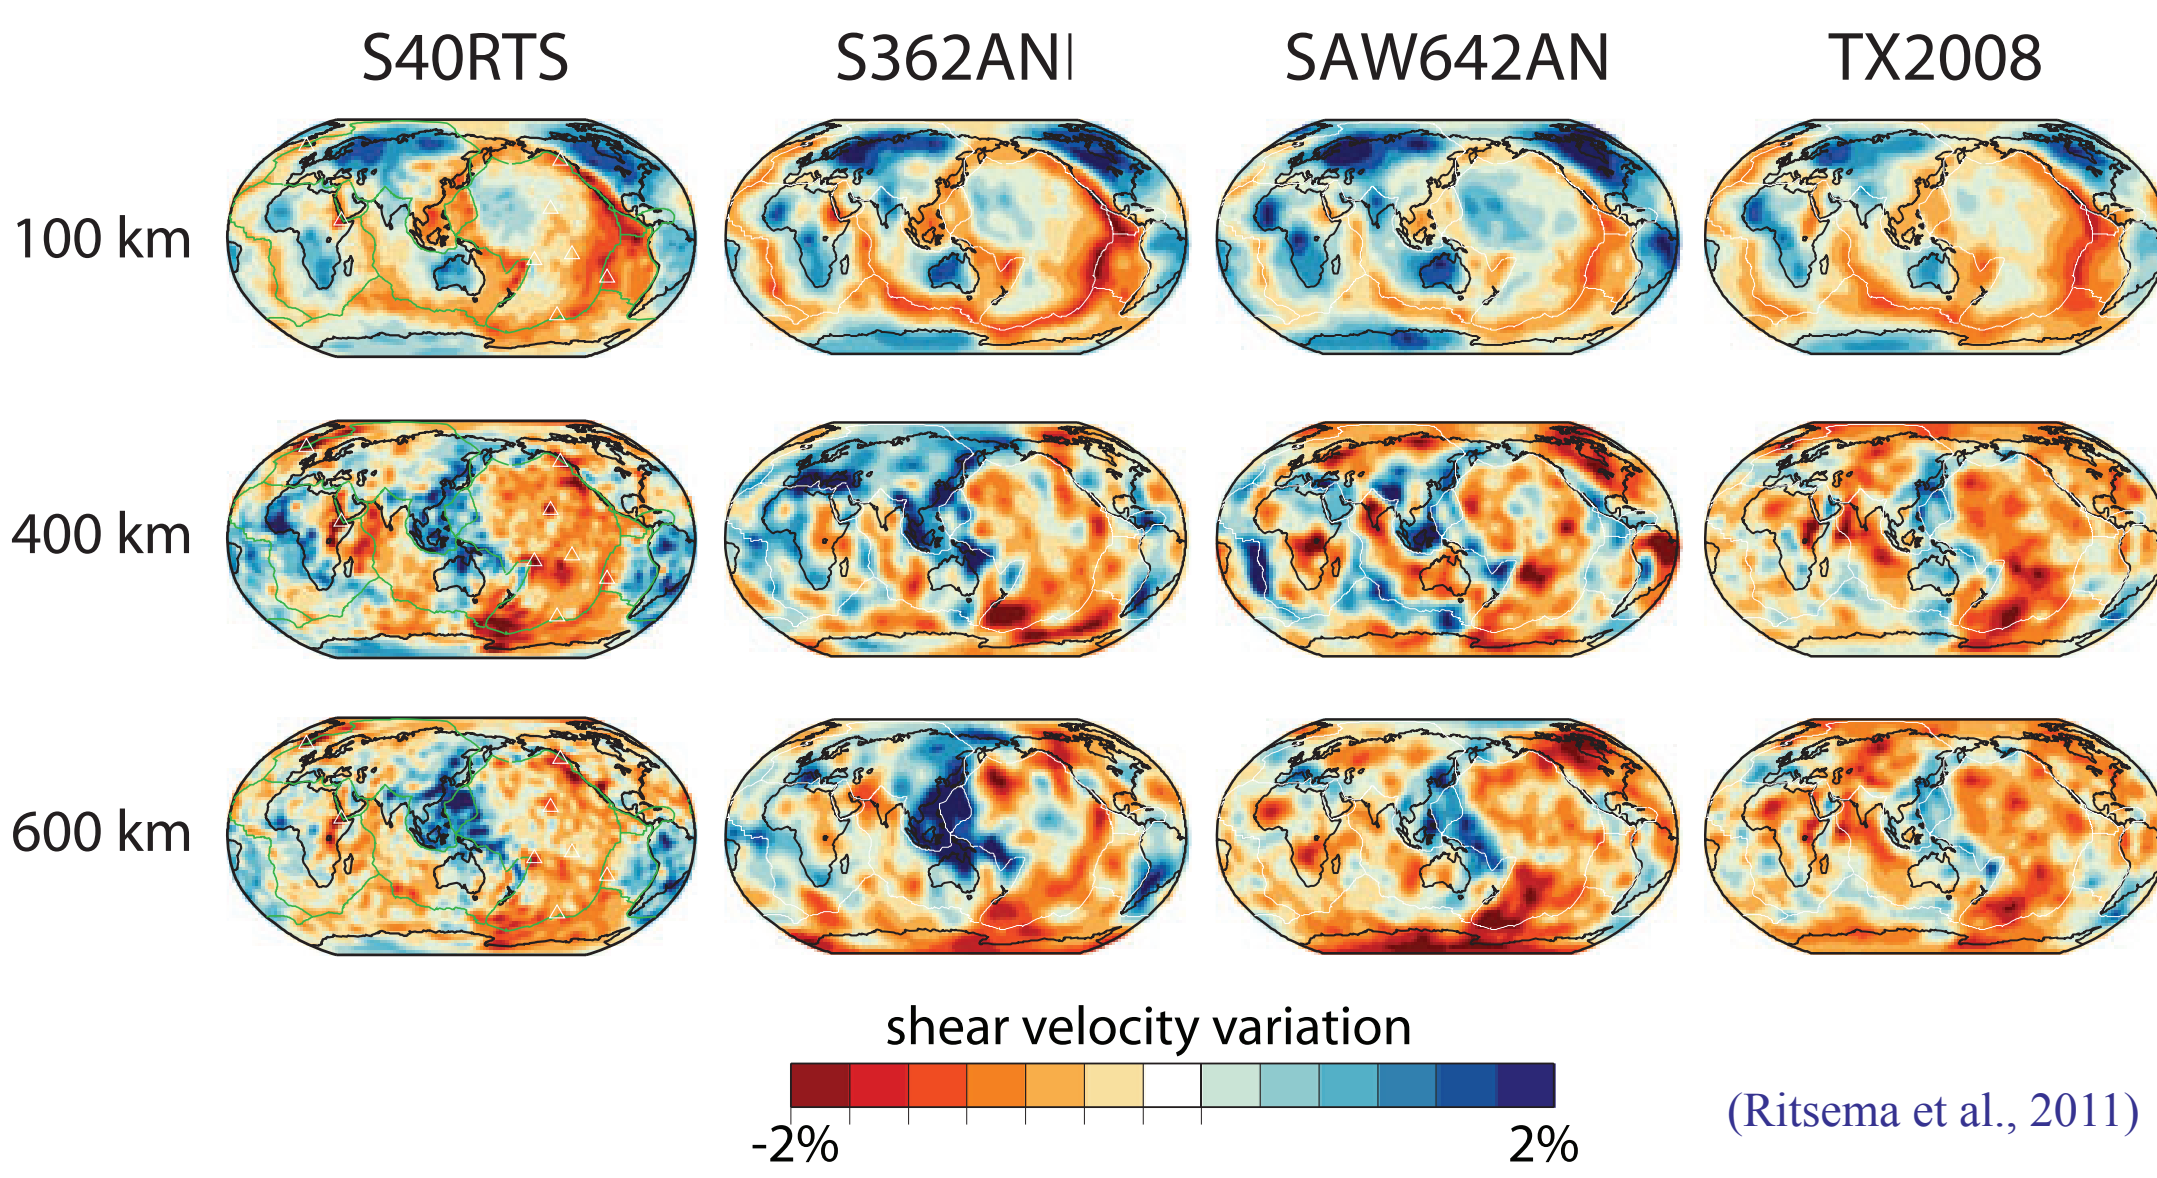 S40RTS S362ANI SAW642AN TX2008
100 km
400 km
600 km
shear velocity variation
-2% 2%
(Ritsema et al., 2011)